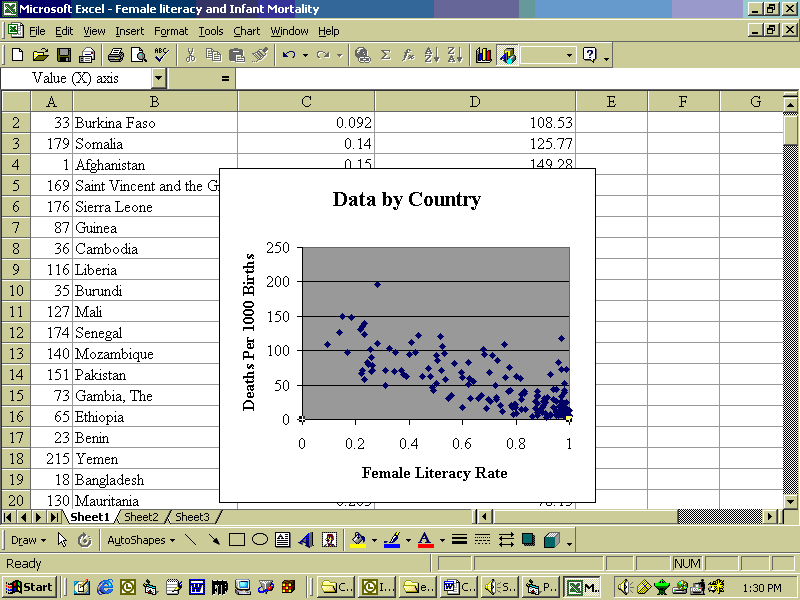 Microsoft Excel - Female literacy and Infant Mortality
File Edit View Insert Format Tools Chart Window Help
Value (X) axis =
A B C D E F G
2 33 Burkina Faso 0.092 108.53
3 179 Somalia 0.14 125.77
4 1 Afghanistan 0.15 149.28
5 169 Saint Vincent and the G
6 176 Sierra Leone
7 87 Guinea
8 36 Cambodia
9 116 Liberia
10 35 Burundi
11 127 Mali
12 174 Senegal
13 140 Mozambique
14 151 Pakistan
15 73 Gambia, The
16 65 Ethiopia
17 23 Benin
18 215 Yemen
19 18 Bangladesh
20 130 Mauritania
Data by Country
Deaths Per 1000 Births
250
200
150
100
50
0
0 0.2 0.4 0.6 0.8 1
Female Literacy Rate
Sheet1 Sheet2 Sheet3
Draw AutoShapes
Ready NUM
Start C... I... e... C... S... P... M.. 1:30 PM